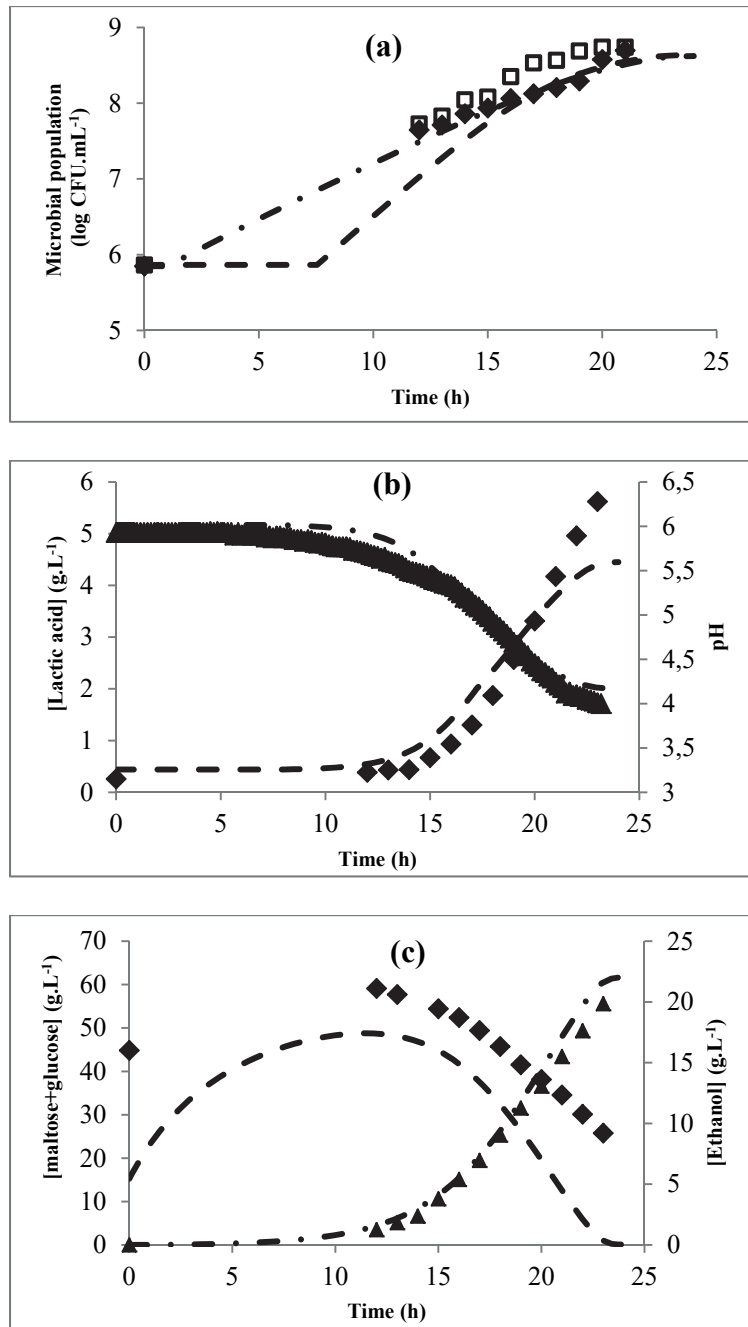 (a)
Microbial population
(log CFU.mL⁻¹)
9
8
7
6
5
0 5 10 15 20 25
Time (h)
(b)
[Lactic acid] (g.L⁻¹)
6
5
4
3
2
1
0
6,5
6
5,5
5
4,5
4
3,5
3
pH
0 5 10 15 20 25
Time (h)
(c)
[maltose+glucose] (g.L⁻¹)
70
60
50
40
30
20
10
0
25
20
15
10
5
0
[Ethanol] (g.L⁻¹)
0 5 10 15 20 25
Time (h)